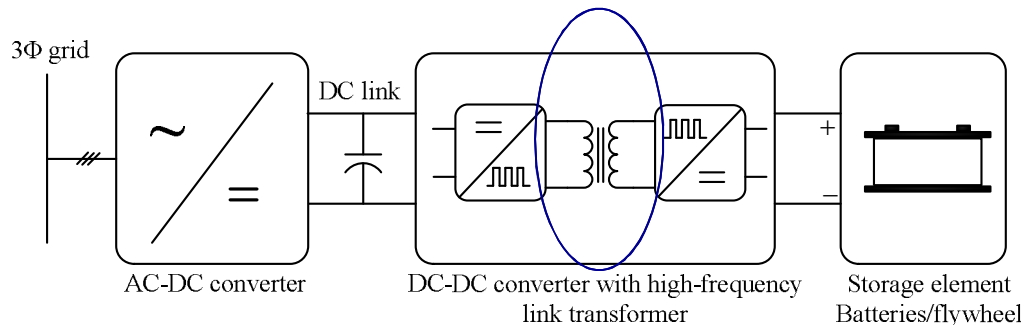 3Φ grid
DC link
+
−
AC-DC converter
DC-DC converter with high-frequency
link transformer
Storage element
Batteries/flywheel